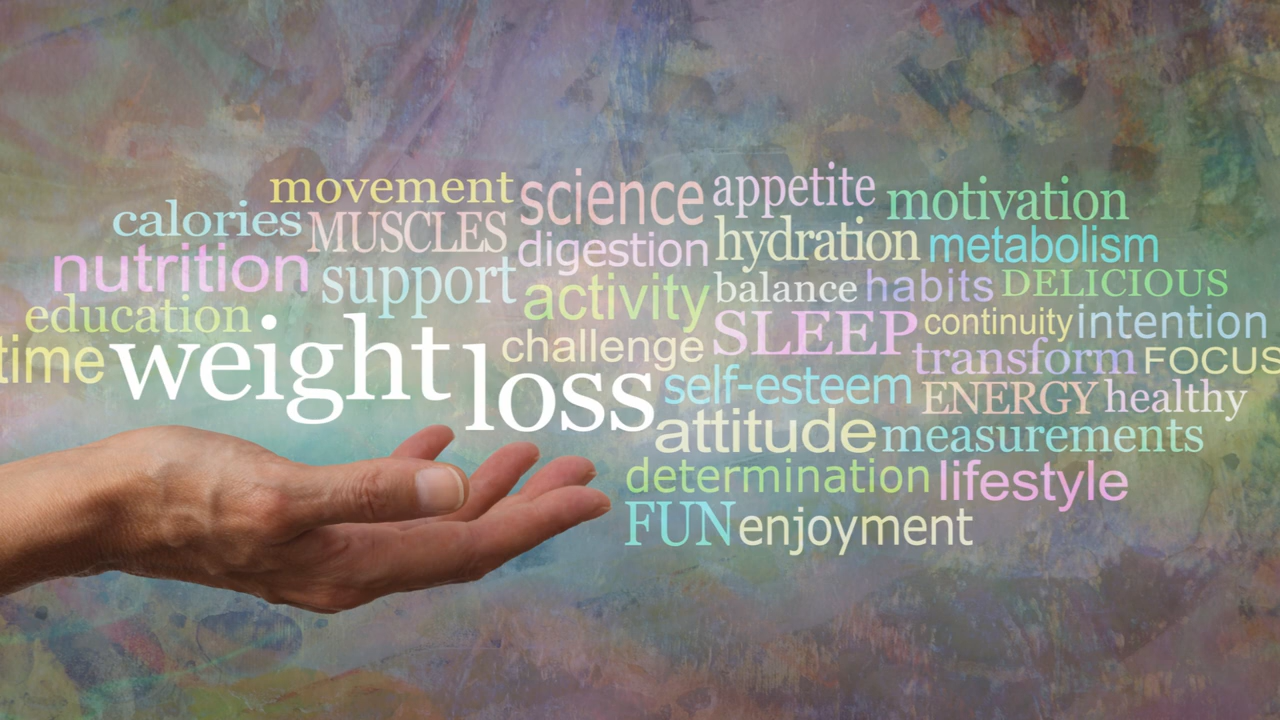 movement
science
appetite
motivation
calories
MUSCLES
digestion
hydration
metabolism
nutrition
support
activity
balance
habits
DELICIOUS
education
time
weight loss
challenge
SLEEP
continuity
intention
transform
FOCUS
self-esteem
ENERGY
healthy
attitude
measurements
determination
lifestyle
FUN
enjoyment